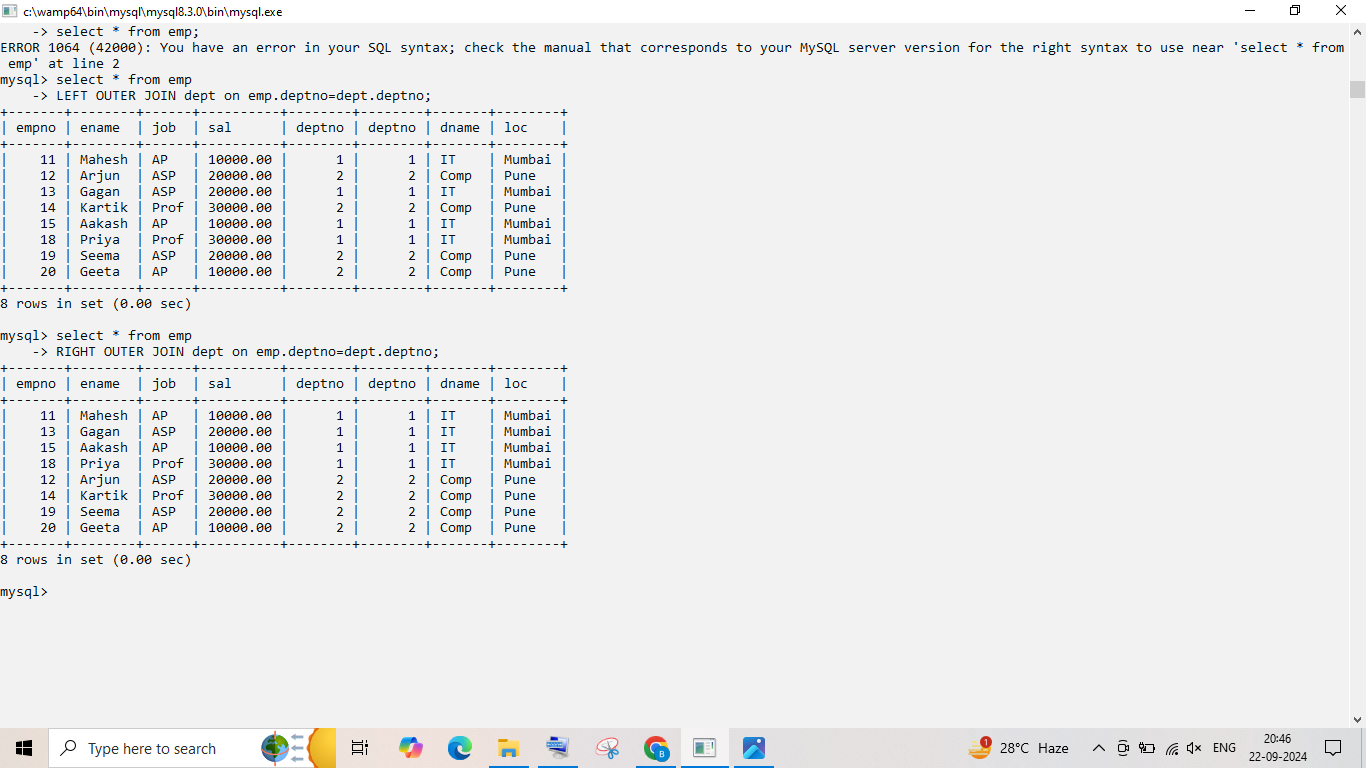 c:\wamp64\bin\mysql\mysql8.3.0\bin\mysql.exe
    -> select * from emp;
ERROR 1064 (42000): You have an error in your SQL syntax; check the manual that corresponds to your MySQL server version for the right syntax to use near 'select * from
 emp' at line 2
mysql> select * from emp
    -> LEFT OUTER JOIN dept on emp.deptno=dept.deptno;
+-------+--------+------+----------+--------+--------+-------+--------+
| empno | ename  | job  | sal      | deptno | deptno | dname | loc    |
+-------+--------+------+----------+--------+--------+-------+--------+
|    11 | Mahesh | AP   | 10000.00 |      1 |      1 | IT    | Mumbai |
|    12 | Arjun  | ASP  | 20000.00 |      2 |      2 | Comp  | Pune   |
|    13 | Gagan  | ASP  | 20000.00 |      1 |      1 | IT    | Mumbai |
|    14 | Kartik | Prof | 30000.00 |      2 |      2 | Comp  | Pune   |
|    15 | Aakash | AP   | 10000.00 |      1 |      1 | IT    | Mumbai |
|    18 | Priya  | Prof | 30000.00 |      1 |      1 | IT    | Mumbai |
|    19 | Seema  | ASP  | 20000.00 |      2 |      2 | Comp  | Pune   |
|    20 | Geeta  | AP   | 10000.00 |      2 |      2 | Comp  | Pune   |
+-------+--------+------+----------+--------+--------+-------+--------+
8 rows in set (0.00 sec)
mysql> select * from emp
    -> RIGHT OUTER JOIN dept on emp.deptno=dept.deptno;
+-------+--------+------+----------+--------+--------+-------+--------+
| empno | ename  | job  | sal      | deptno | deptno | dname | loc    |
+-------+--------+------+----------+--------+--------+-------+--------+
|    11 | Mahesh | AP   | 10000.00 |      1 |      1 | IT    | Mumbai |
|    13 | Gagan  | ASP  | 20000.00 |      1 |      1 | IT    | Mumbai |
|    15 | Aakash | AP   | 10000.00 |      1 |      1 | IT    | Mumbai |
|    18 | Priya  | Prof | 30000.00 |      1 |      1 | IT    | Mumbai |
|    12 | Arjun  | ASP  | 20000.00 |      2 |      2 | Comp  | Pune   |
|    14 | Kartik | Prof | 30000.00 |      2 |      2 | Comp  | Pune   |
|    19 | Seema  | ASP  | 20000.00 |      2 |      2 | Comp  | Pune   |
|    20 | Geeta  | AP   | 10000.00 |      2 |      2 | Comp  | Pune   |
+-------+--------+------+----------+--------+--------+-------+--------+
8 rows in set (0.00 sec)
mysql>
Type here to search
B
1
28°C Haze
ENG
20:46
22-09-2024